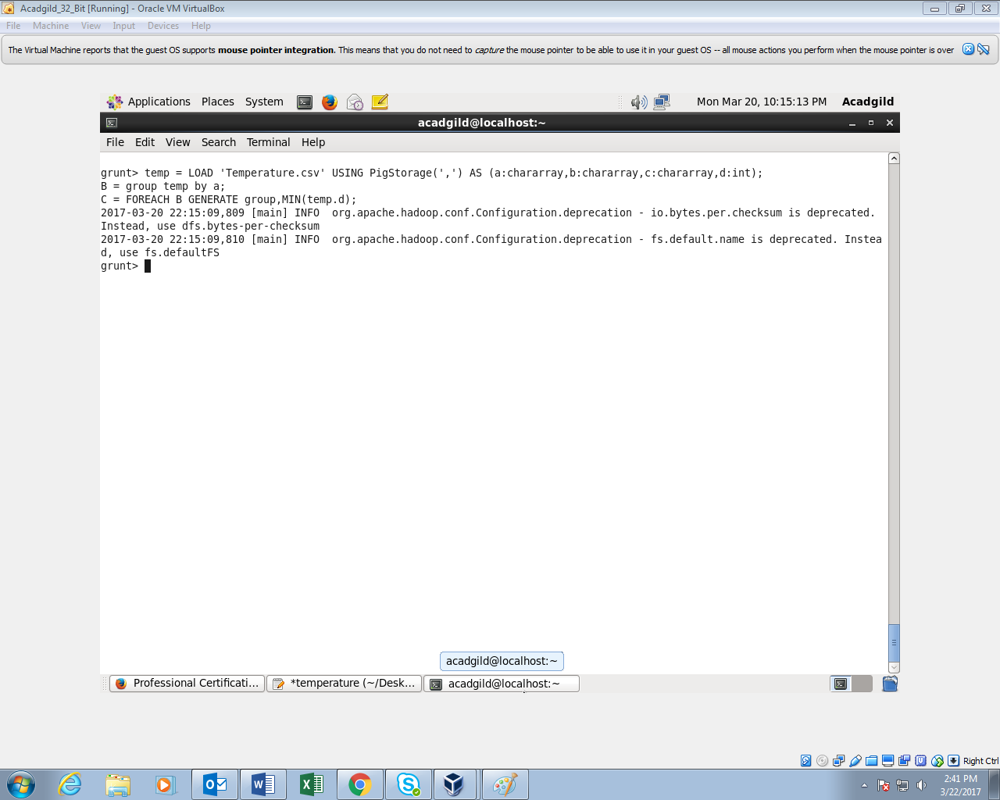 Acadgild_32_Bit [Running] - Oracle VM VirtualBox
File Machine View Input Devices Help
The Virtual Machine reports that the guest OS supports mouse pointer integration. This means that you do not need to capture the mouse pointer to be able to use it in your guest OS -- all mouse actions you perform when the mouse pointer is over
Applications Places System Mon Mar 20, 10:15:13 PM Acadgild
acadgild@localhost:~
File Edit View Search Terminal Help
grunt> temp = LOAD 'Temperature.csv' USING PigStorage(',') AS (a:chararray,b:chararray,c:chararray,d:int);
B = group temp by a;
C = FOREACH B GENERATE group,MIN(temp.d);
2017-03-20 22:15:09,809 [main] INFO  org.apache.hadoop.conf.Configuration.deprecation - io.bytes.per.checksum is deprecated.
Instead, use dfs.bytes-per-checksum
2017-03-20 22:15:09,810 [main] INFO  org.apache.hadoop.conf.Configuration.deprecation - fs.default.name is deprecated. Instea
d, use fs.defaultFS
grunt>
acadgild@localhost:~
Professional Certificati... *temperature (~/Desk... acadgild@localhost:~
Right Ctrl
2:41 PM
3/22/2017